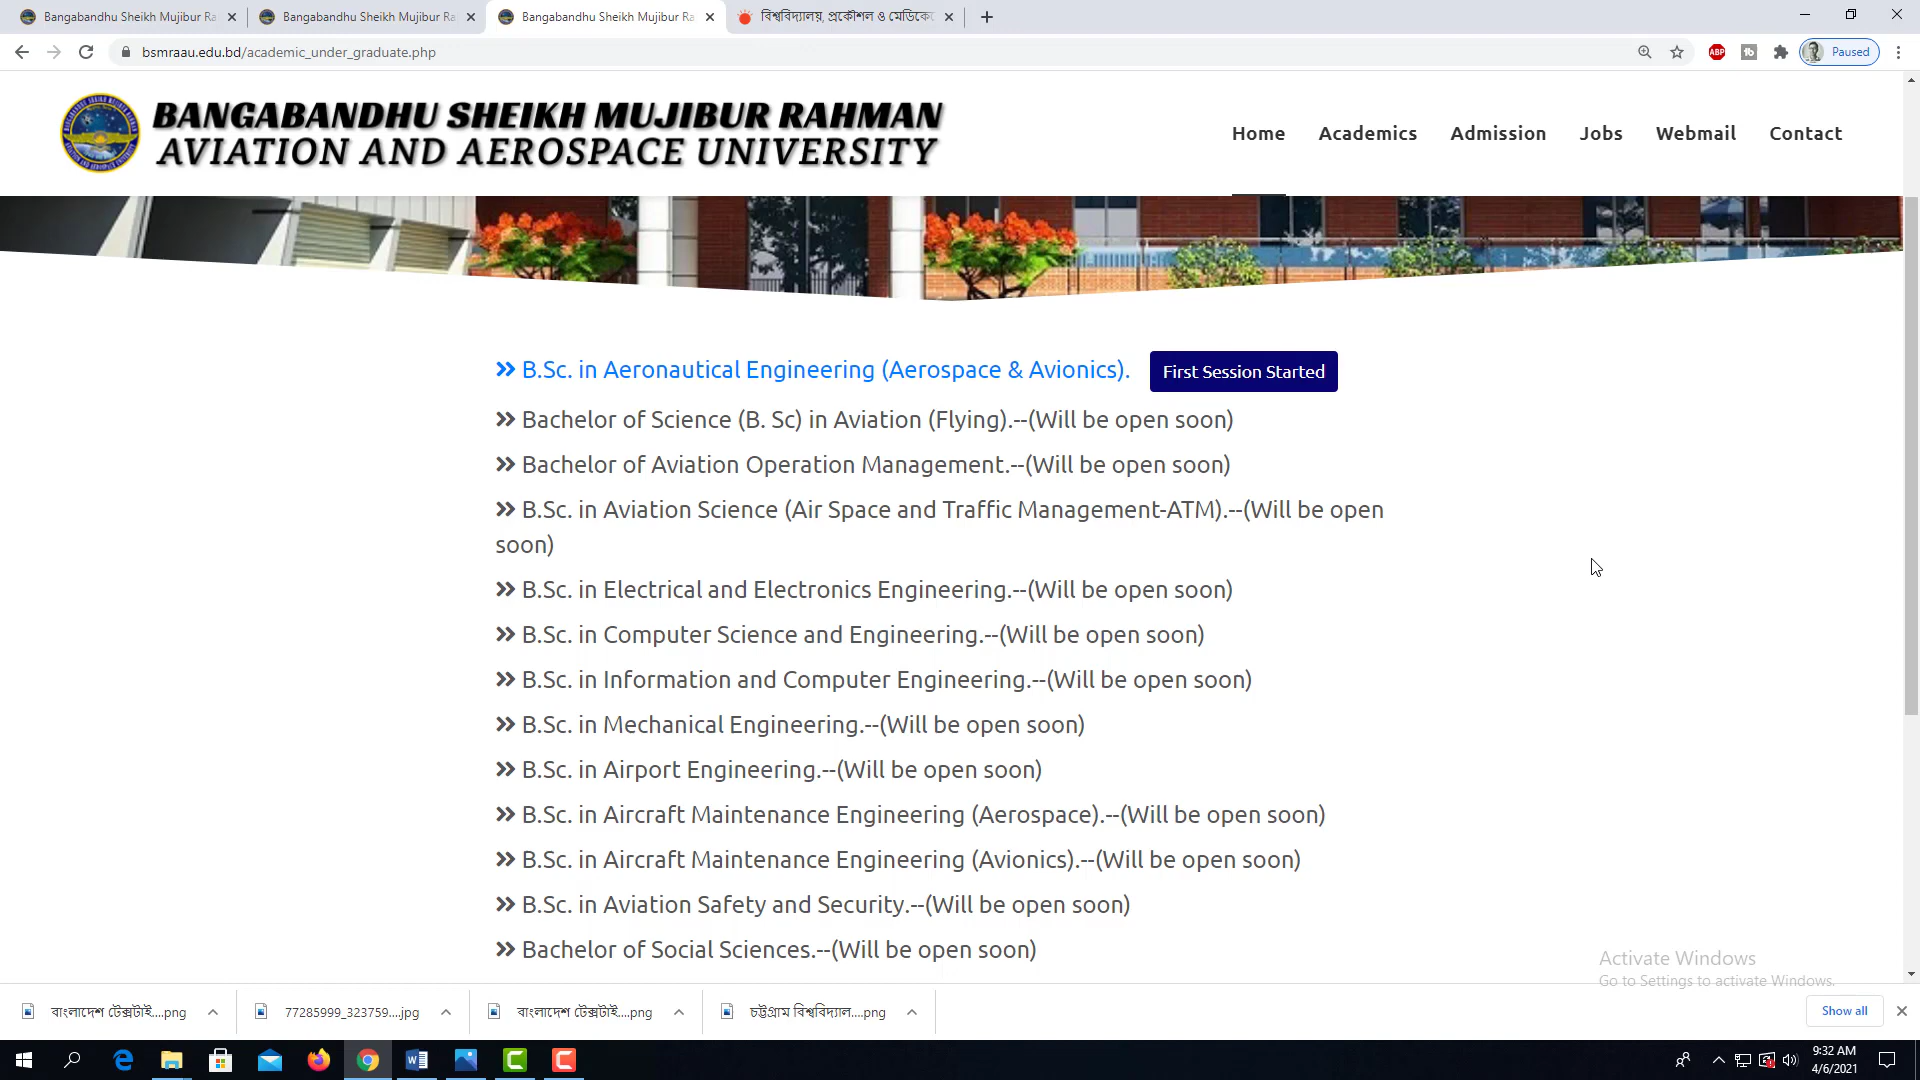 Bangabandhu Sheikh Mujibur Ra
Bangabandhu Sheikh Mujibur Ra
Bangabandhu Sheikh Mujibur Ra
বিশ্ববিদ্যালয়, প্রকৌশল ও মেডিকে
bsmraau.edu.bd/academic_under_graduate.php
ABP
Paused
BANGABANDHU SHEIKH MUJIBUR RAHMAN
AVIATION AND AEROSPACE UNIVERSITY
Home Academics Admission Jobs Webmail Contact
» B.Sc. in Aeronautical Engineering (Aerospace & Avionics). First Session Started
» Bachelor of Science (B. Sc) in Aviation (Flying).--(Will be open soon)
» Bachelor of Aviation Operation Management.--(Will be open soon)
» B.Sc. in Aviation Science (Air Space and Traffic Management-ATM).--(Will be open
soon)
» B.Sc. in Electrical and Electronics Engineering.--(Will be open soon)
» B.Sc. in Computer Science and Engineering.--(Will be open soon)
» B.Sc. in Information and Computer Engineering.--(Will be open soon)
» B.Sc. in Mechanical Engineering.--(Will be open soon)
» B.Sc. in Airport Engineering.--(Will be open soon)
» B.Sc. in Aircraft Maintenance Engineering (Aerospace).--(Will be open soon)
» B.Sc. in Aircraft Maintenance Engineering (Avionics).--(Will be open soon)
» B.Sc. in Aviation Safety and Security.--(Will be open soon)
» Bachelor of Social Sciences.--(Will be open soon)
Activate Windows
Go to Settings to activate Windows.
বাংলাদেশ টেক্সটাই....png
77285999_323759....jpg
বাংলাদেশ টেক্সটাই....png
চট্টগ্রাম বিশ্ববিদ্যাল....png
Show all
9:32 AM
4/6/2021